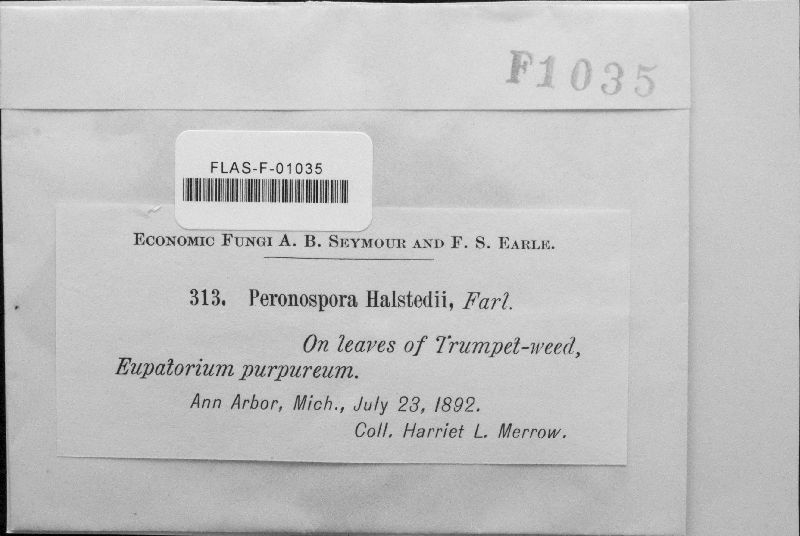 F1035
FLAS-F-01035
ECONOMIC FUNGI A. B. SEYMOUR AND F. S. EARLE.
313. Peronospora Halstedii, Farl.
On leaves of Trumpet-weed,
Eupatorium purpureum.
Ann Arbor, Mich., July 23, 1892.
Coll. Harriet L. Merrow.